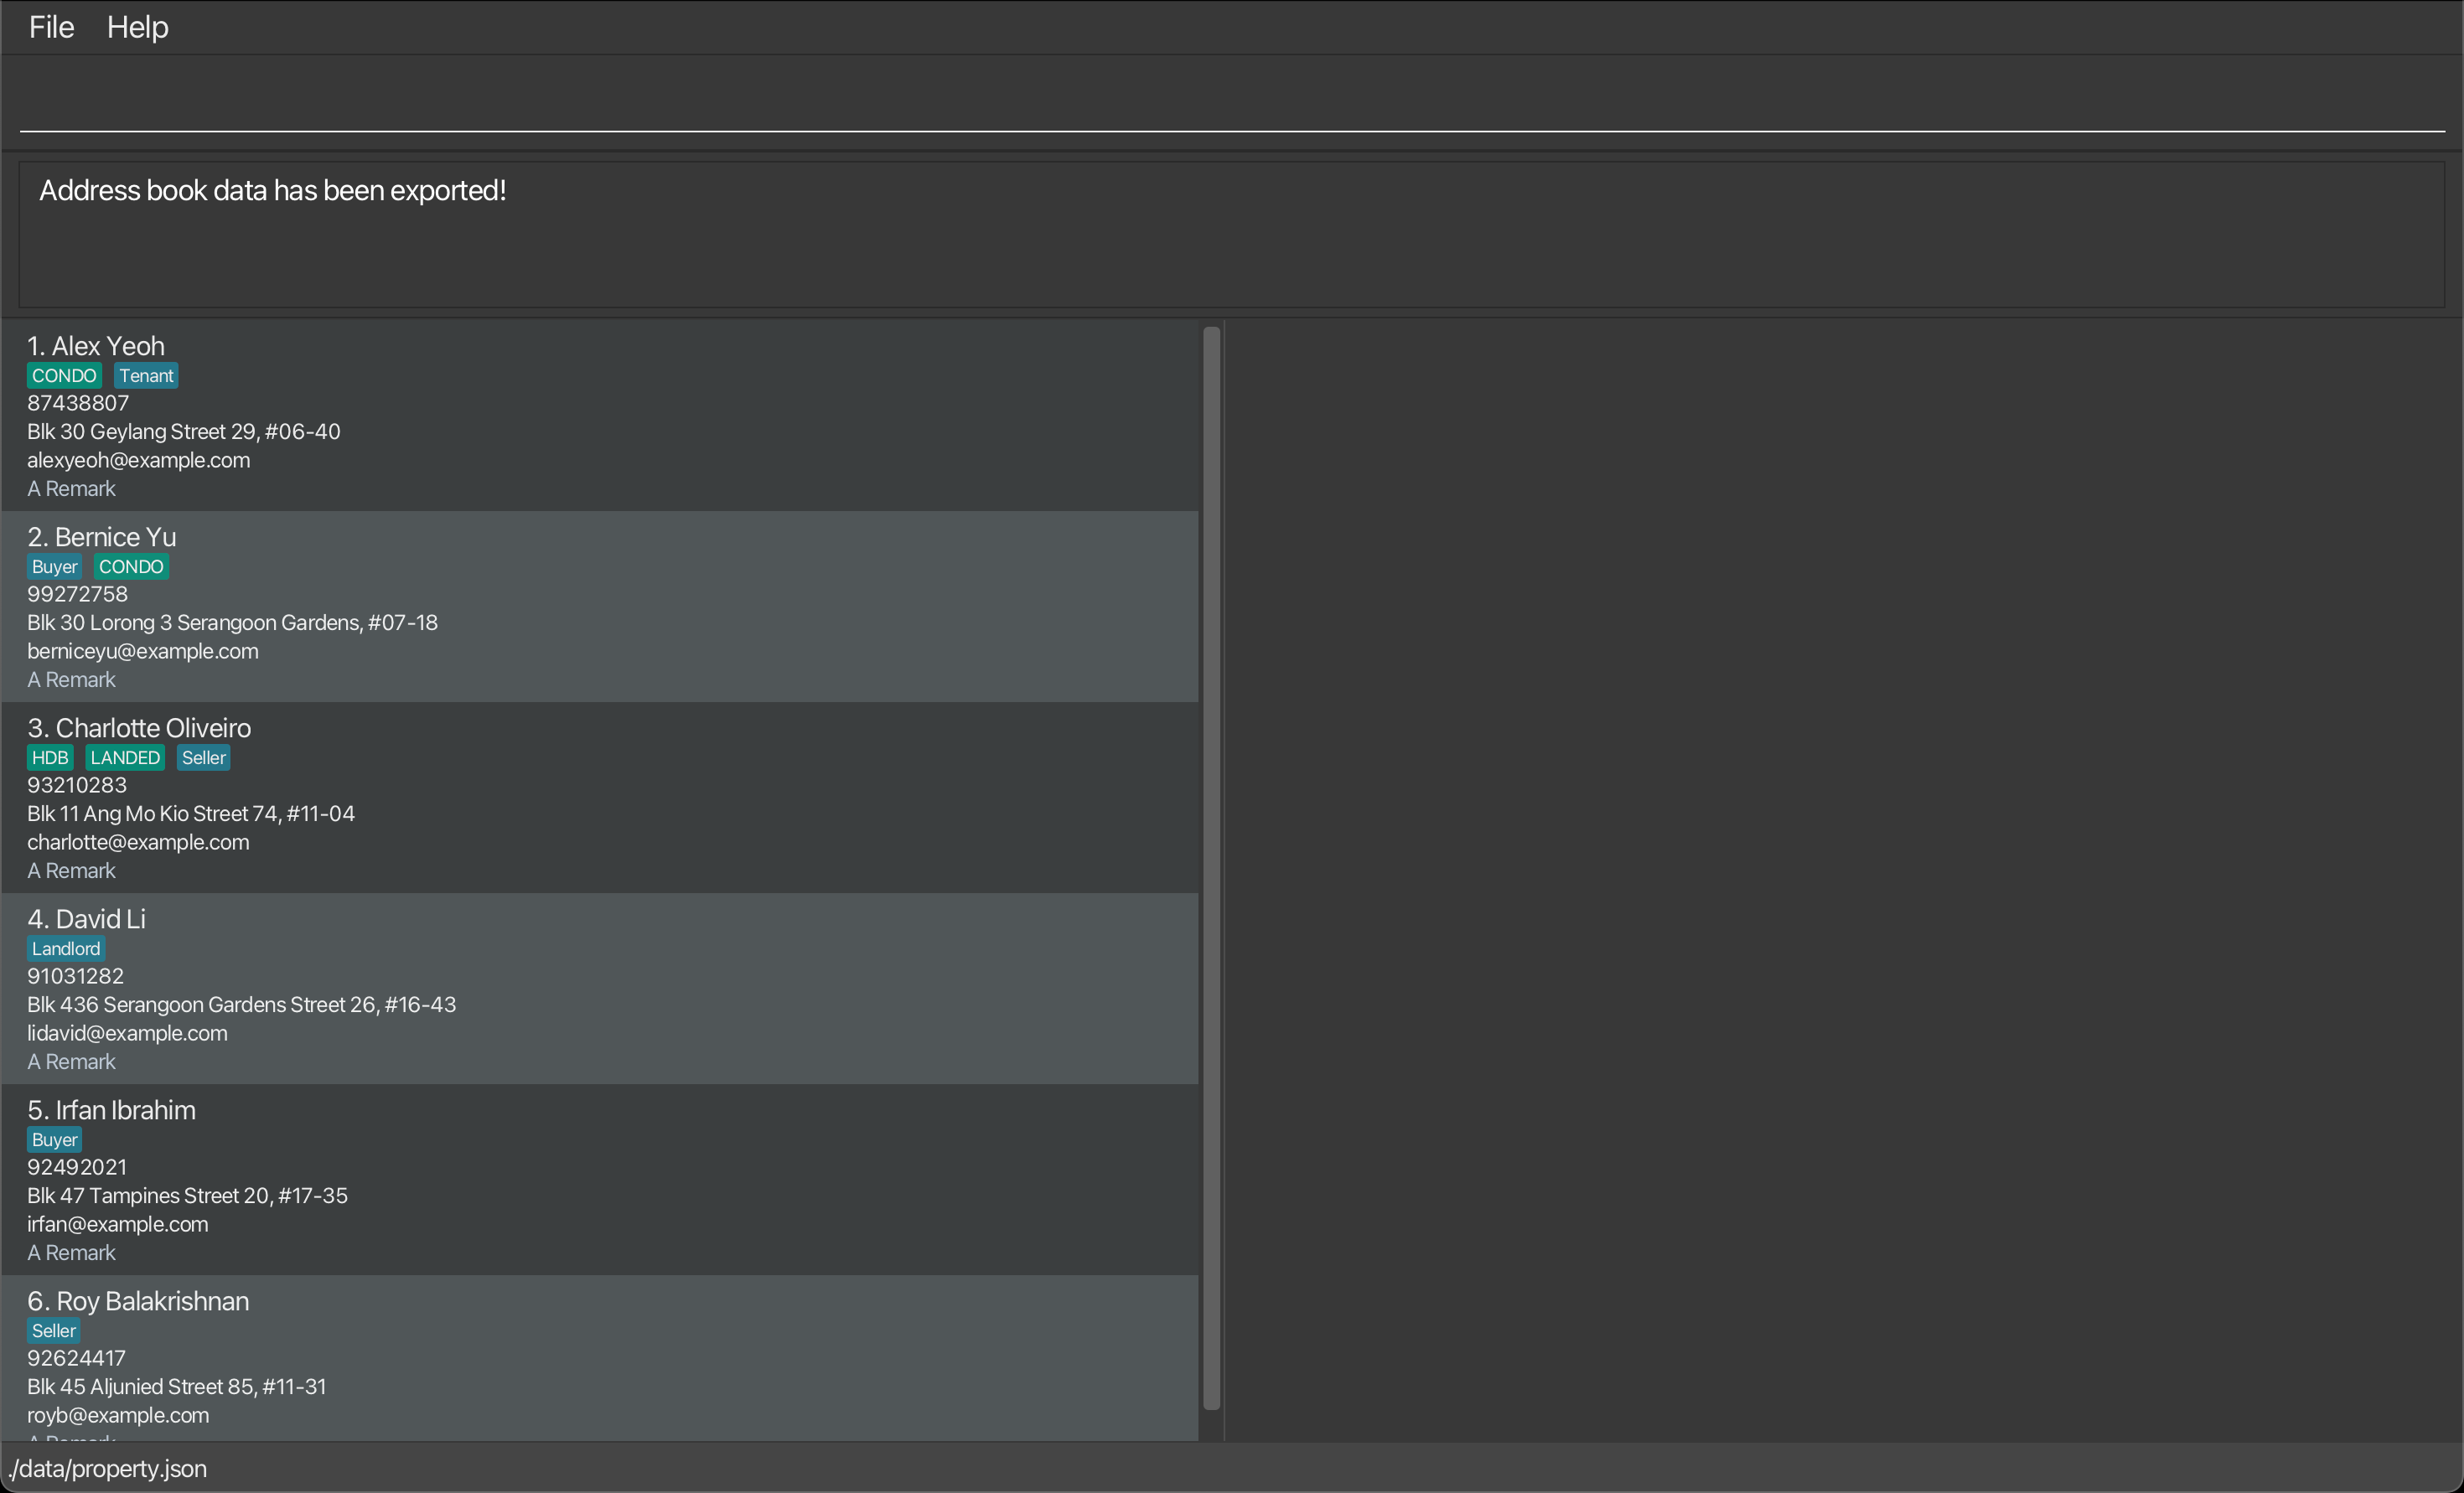 File Help
Address book data has been exported!
1. Alex Yeoh
CONDO Tenant
87438807
Blk 30 Geylang Street 29, #06-40
alexyeoh@example.com
A Remark
2. Bernice Yu
Buyer CONDO
99272758
Blk 30 Lorong 3 Serangoon Gardens, #07-18
berniceyu@example.com
A Remark
3. Charlotte Oliveiro
HDB LANDED Seller
93210283
Blk 11 Ang Mo Kio Street 74, #11-04
charlotte@example.com
A Remark
4. David Li
Landlord
91031282
Blk 436 Serangoon Gardens Street 26, #16-43
lidavid@example.com
A Remark
5. Irfan Ibrahim
Buyer
92492021
Blk 47 Tampines Street 20, #17-35
irfan@example.com
A Remark
6. Roy Balakrishnan
Seller
92624417
Blk 45 Aljunied Street 85, #11-31
royb@example.com
./data/property.json